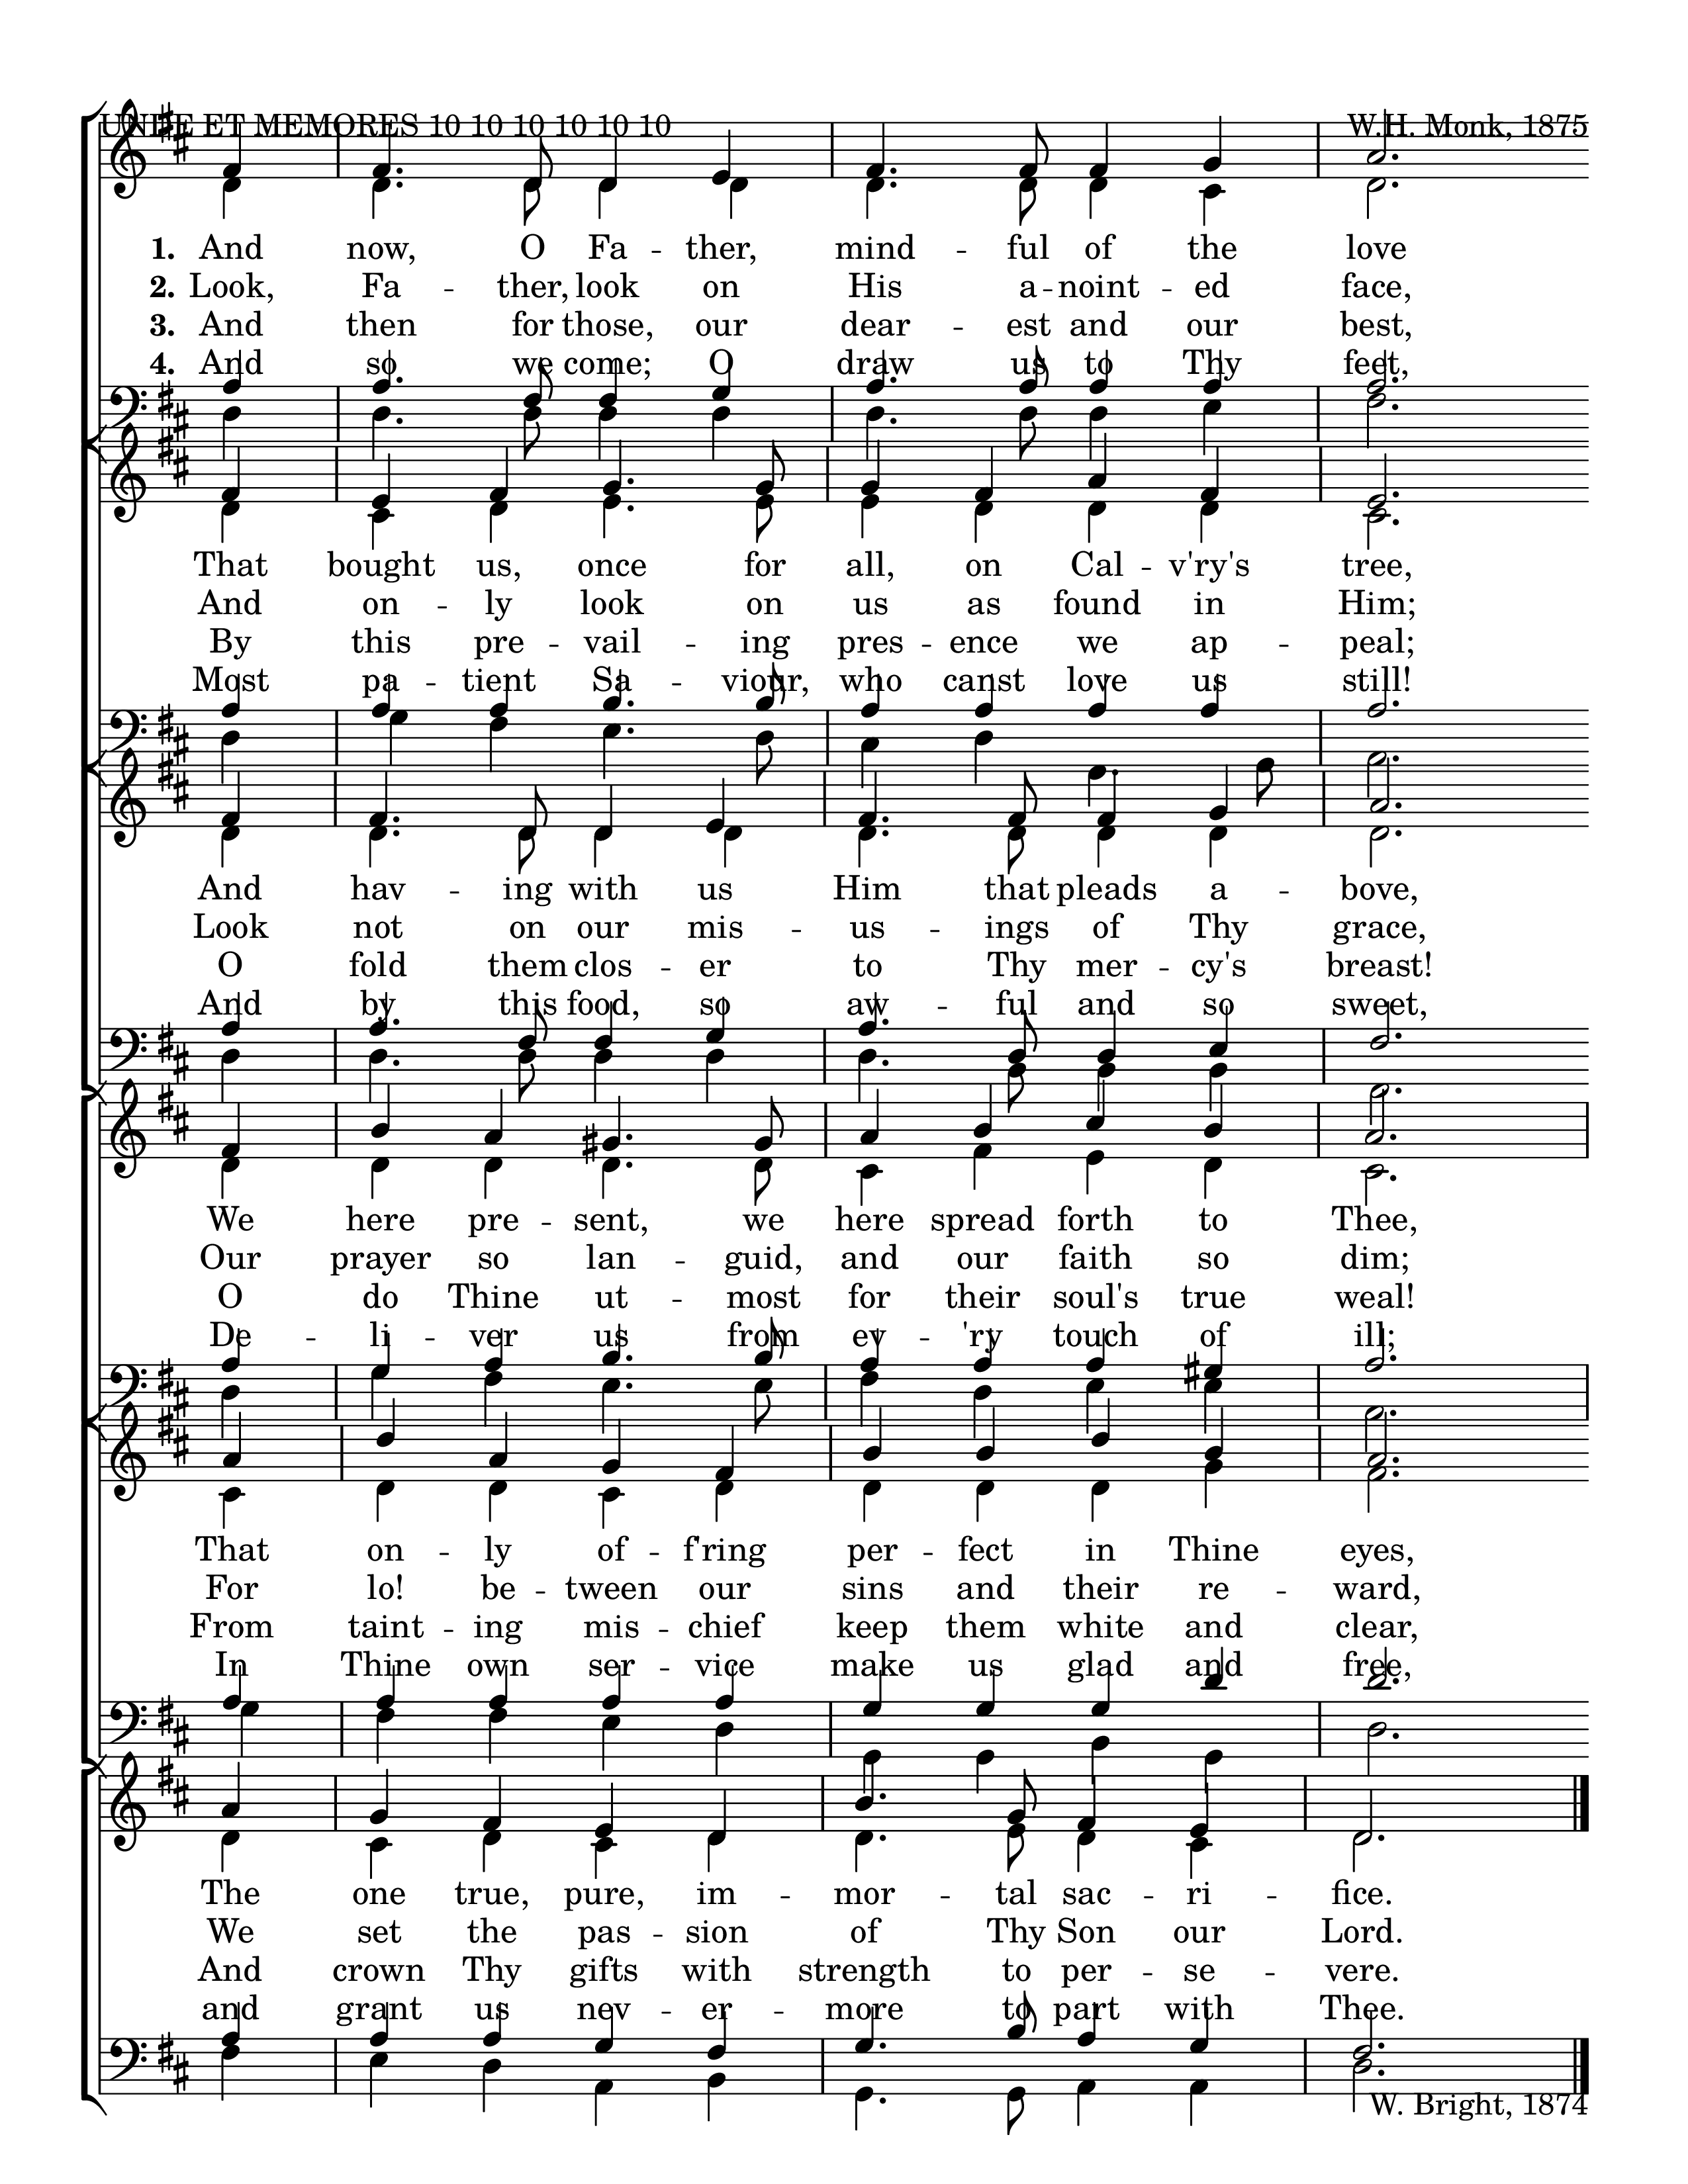 UNDE ET MEMORES 10 10 10 10 10 10 W.H. Monk, 1875
1. And now, O Fa -- ther, mind -- ful of the love
2. Look, Fa -- ther, look on His a -- noint -- ed face,
3. And then for those, our dear -- est and our best,
4. And so we come; O draw us to Thy feet,
That bought us, once for all, on Cal -- v'ry's tree,
And on -- ly look on us as found in Him;
By this pre -- vail -- ing pres -- ence we ap -- peal;
Most pa -- tient Sa -- viour, who canst love us still!
And hav -- ing with us Him that pleads a -- bove,
Look not on our mis -- us -- ings of Thy grace,
O fold them clos -- er to Thy mer -- cy's breast!
And by this food, so aw -- ful and so sweet,
We here pre -- sent, we here spread forth to Thee,
Our prayer so lan -- guid, and our faith so dim;
O do Thine ut -- most for their soul's true weal!
De -- li -- ver us from ev -- 'ry touch of ill;
That on -- ly of -- f'ring per -- fect in Thine eyes,
For lo! be -- tween our sins and their re -- ward,
From taint -- ing mis -- chief keep them white and clear,
In Thine own ser -- vice make us glad and free,
The one true, pure, im -- mor -- tal sac -- ri -- fice.
We set the pas -- sion of Thy Son our Lord.
And crown Thy gifts with strength to per -- se -- vere.
and grant us nev -- er -- more to part with Thee.
W. Bright, 1874